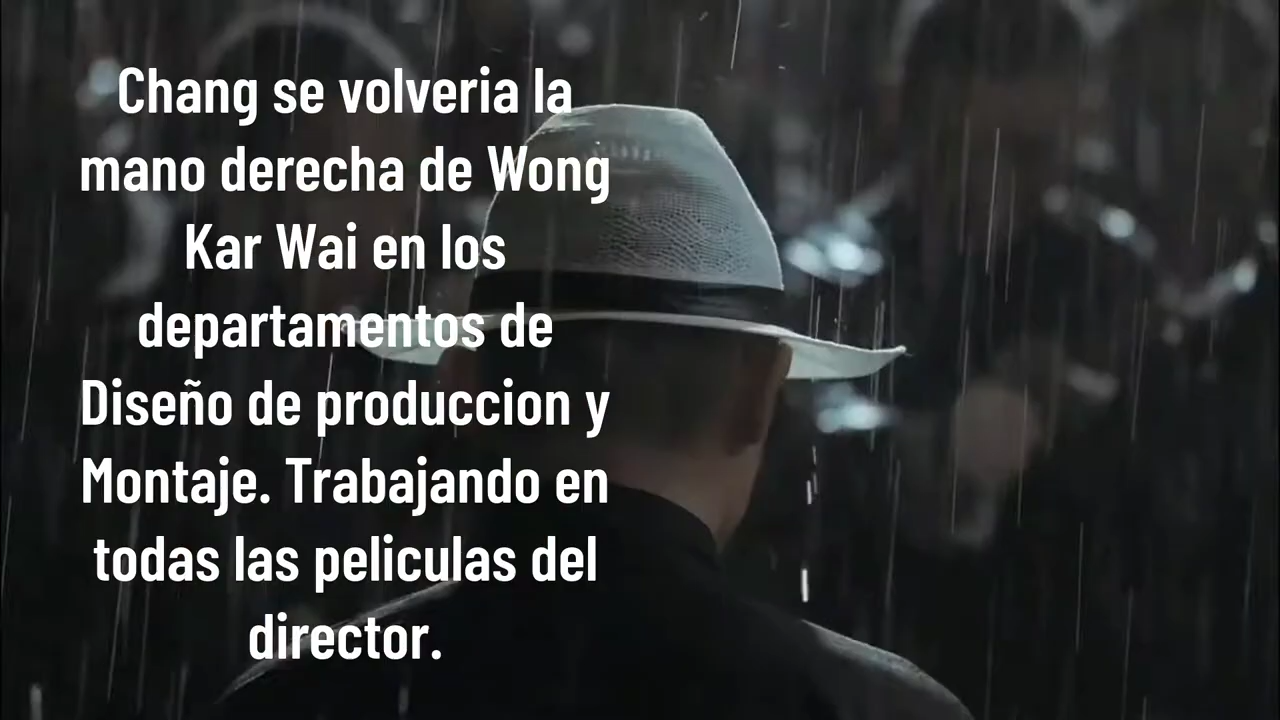 Chang se volveria la
mano derecha de Wong
Kar Wai en los
departamentos de
Diseño de produccion y
Montaje. Trabajando en
todas las peliculas del
director.